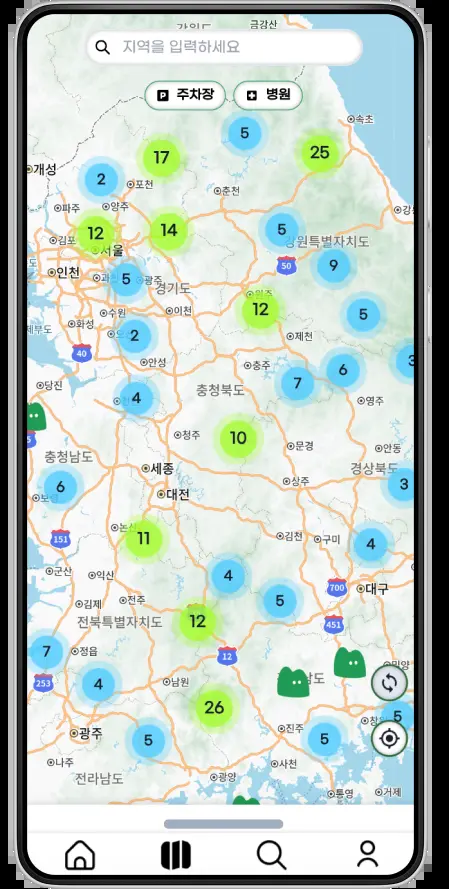 강원도
금강산
지역을 입력하세요
주차장
병원
속초
5
17
25
개성
2
포천
춘천
파주
양주
12
14
5
김포
서울
강원특별자치도
인천
5
광주
50
9
경기도
12
수원
이천
5
화성
2
제천
40
안성
충주
6
3
당진
7
4
충청북도
영주
청주
10
문경
안동
5
충청남도
세종
경상북도
6
대전
상주
3
논산
11
김천
구미
4
151
군산
익산
4
700
대구
김제
전주
5
451
전북특별자치도
12
7
정읍
12
253
4
남원
26
5
광주
5
진주
5
나주
사천
전라남도
광양
통영
거제